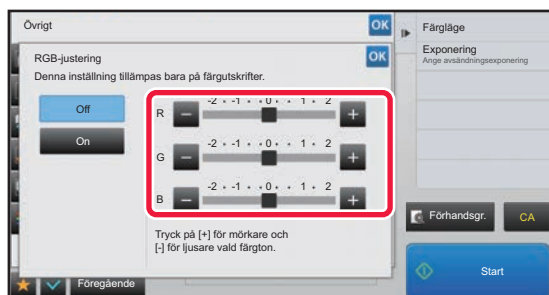 Övrigt
OK
RGB-justering
OK
Denna inställning tillämpas bara på färgutskrifter.
Off
On
R
-2 • -1 • • 0 • • 1 • 2
G
-2 • -1 • • 0 • • 1 • 2
B
-2 • -1 • • 0 • • 1 • 2
Tryck på [+] för mörkare och
[-] för ljusare vald färgton.
Föregående
Färgläge
Exponering
Ange avsändningsexponering
Förhandsgr.
CA
Start